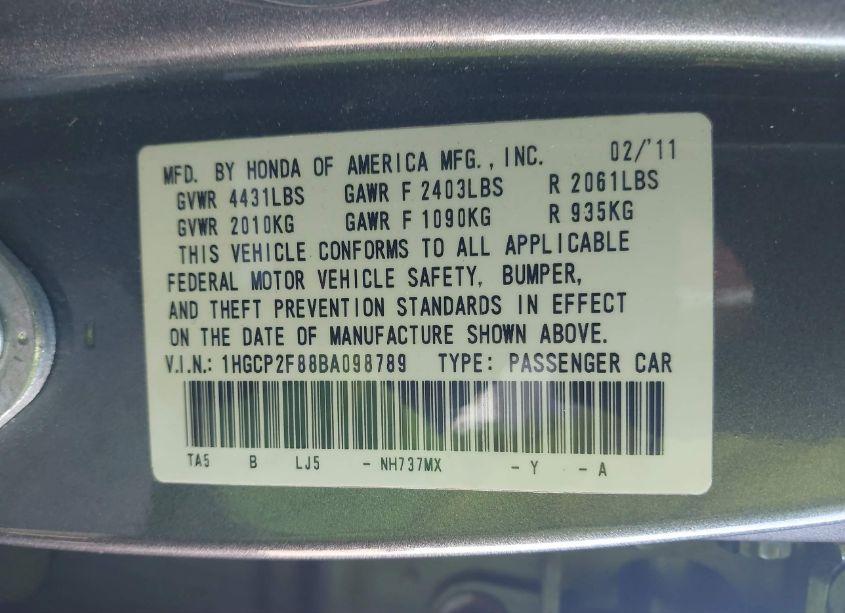 MFD. BY HONDA OF AMERICA MFG., INC. 02/'11
GVWR 4431LBS GAWR F 2403LBS R 2061LBS
GVWR 2010KG GAWR F 1090KG R 935KG
THIS VEHICLE CONFORMS TO ALL APPLICABLE
FEDERAL MOTOR VEHICLE SAFETY, BUMPER,
AND THEFT PREVENTION STANDARDS IN EFFECT
ON THE DATE OF MANUFACTURE SHOWN ABOVE.
V.I.N.: 1HGCP2F88BA098789 TYPE: PASSENGER CAR
TA5 B LJ5 - NH737MX - Y - A